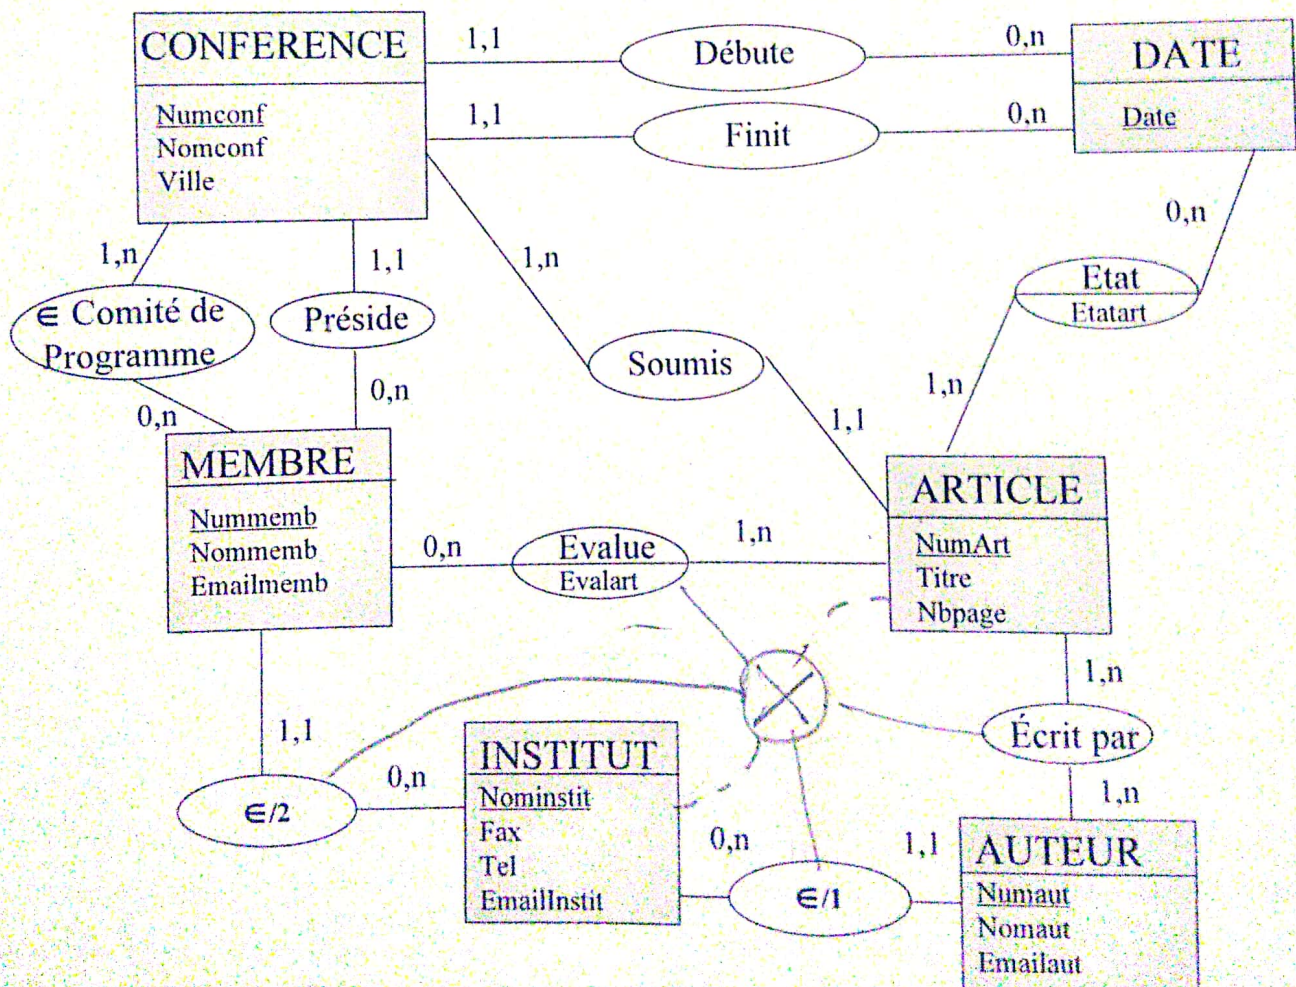 CONFERENCE
Numconf
Nomconf
Ville
1,1
Débute
0,n
DATE
Date
1,1
Finit
0,n
1,n
∈ Comité de
Programme
0,n
1,1
Préside
0,n
1,n
Soumis
1,1
0,n
Etat
Etatart
1,n
MEMBRE
Nummemb
Nommemb
Emailmemb
0,n
Evalue
Evalart
1,n
ARTICLE
NumArt
Titre
Nbpage
1,1
∈/2
0,n
INSTITUT
Nominstit
Fax
Tel
EmailInstit
1,n
Écrit par
1,n
0,n
∈/1
1,1
AUTEUR
Numaut
Nomaut
Emailaut